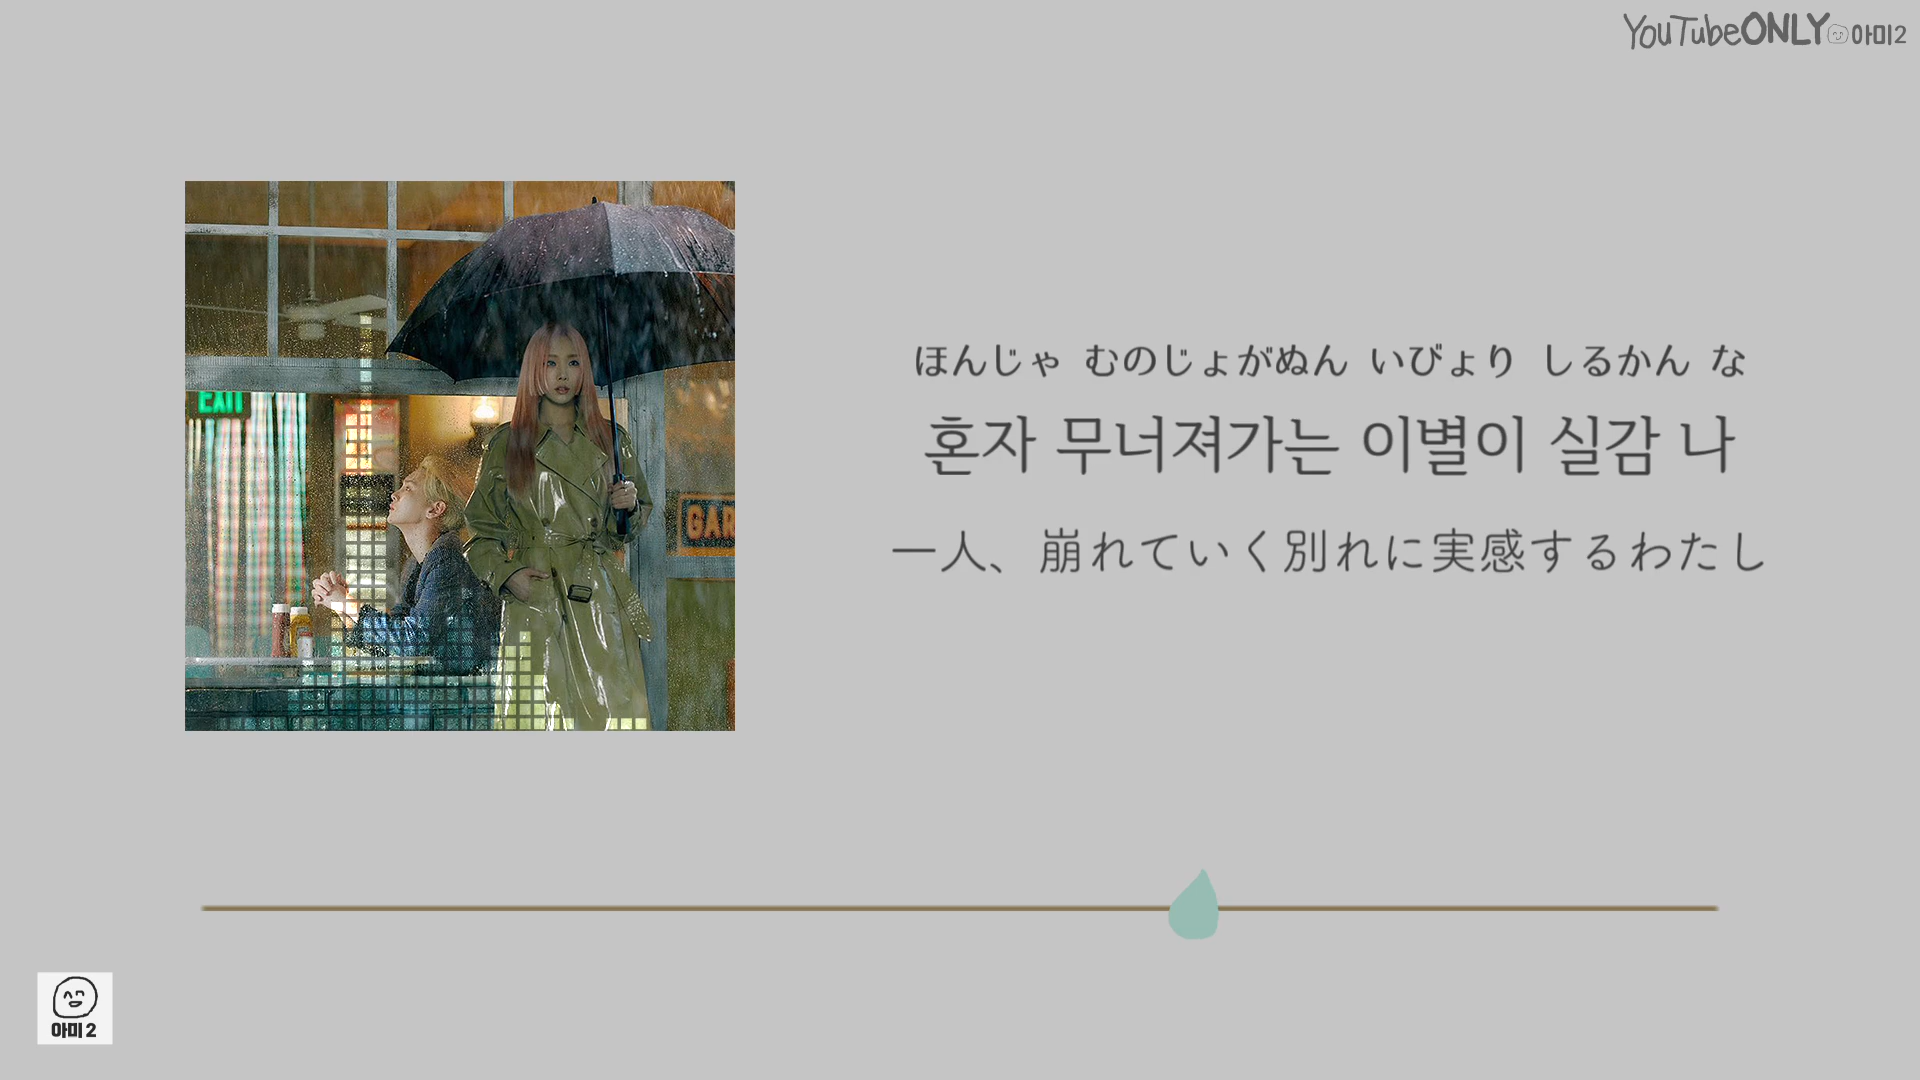 YouTubeONLY아미2
EXIT
GAR
ほんじゃ むのじょがぬん いびょり しるかん な
혼자 무너져가는 이별이 실감 나
一人、崩れていく別れに実感するわたし
아미2